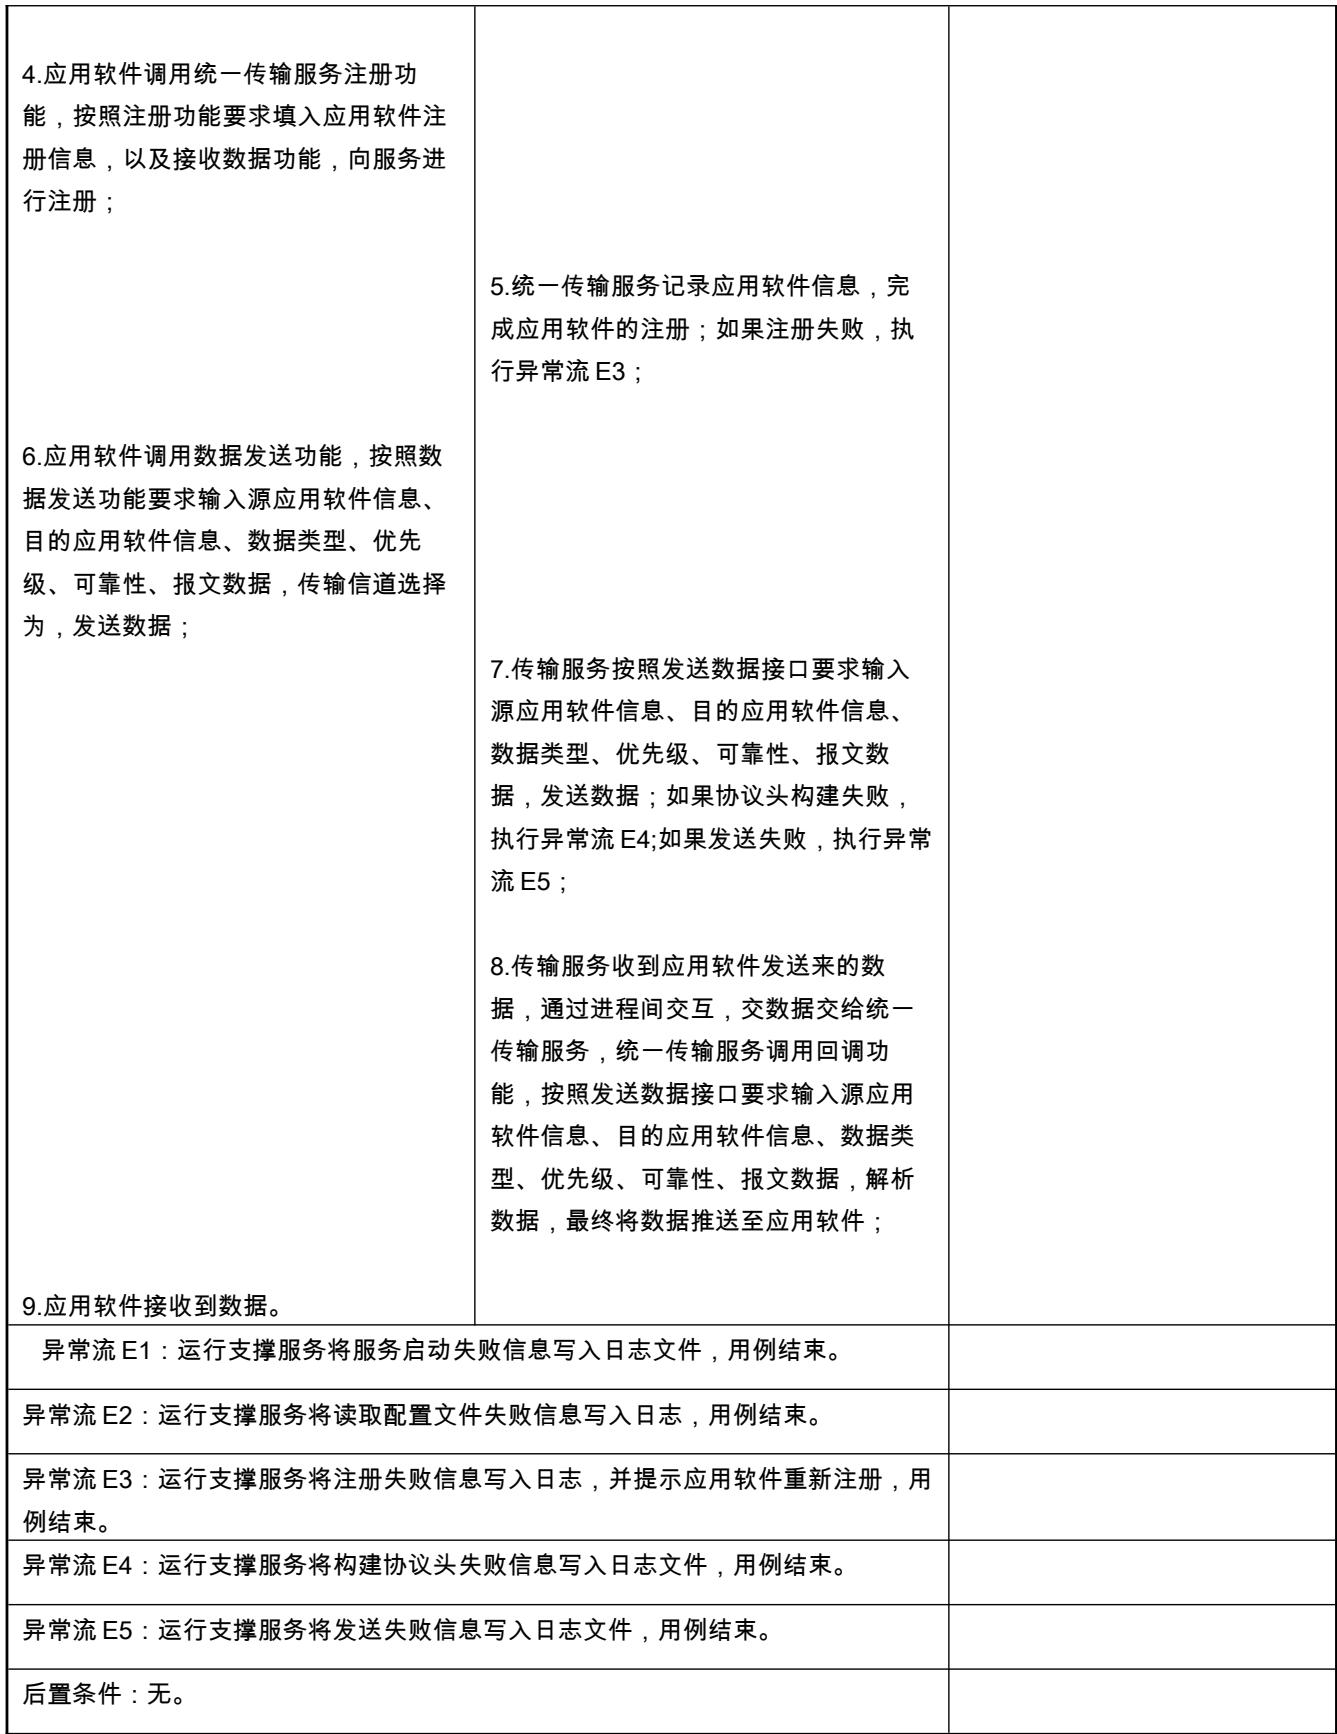 4.应用软件调用统一传输服务注册功
能，按照注册功能要求填入应用软件注
册信息，以及接收数据功能，向服务进
行注册；
5.统一传输服务记录应用软件信息，完
成应用软件的注册；如果注册失败，执
行异常流 E3；
6.应用软件调用数据发送功能，按照数
据发送功能要求输入源应用软件信息、
目的应用软件信息、数据类型、优先
级、可靠性、报文数据，传输信道选择
为，发送数据；
7.传输服务按照发送数据接口要求输入
源应用软件信息、目的应用软件信息、
数据类型、优先级、可靠性、报文数
据，发送数据；如果协议头构建失败，
执行异常流 E4;如果发送失败，执行异常
流 E5；
8.传输服务收到应用软件发送来的数
据，通过进程间交互，交数据交给统一
传输服务，统一传输服务调用回调功
能，按照发送数据接口要求输入源应用
软件信息、目的应用软件信息、数据类
型、优先级、可靠性、报文数据，解析
数据，最终将数据推送至应用软件；
9.应用软件接收到数据。
异常流 E1：运行支撑服务将服务启动失败信息写入日志文件，用例结束。
异常流 E2：运行支撑服务将读取配置文件失败信息写入日志，用例结束。
异常流 E3：运行支撑服务将注册失败信息写入日志，并提示应用软件重新注册，用
例结束。
异常流 E4：运行支撑服务将构建协议头失败信息写入日志文件，用例结束。
异常流 E5：运行支撑服务将发送失败信息写入日志文件，用例结束。
后置条件：无。